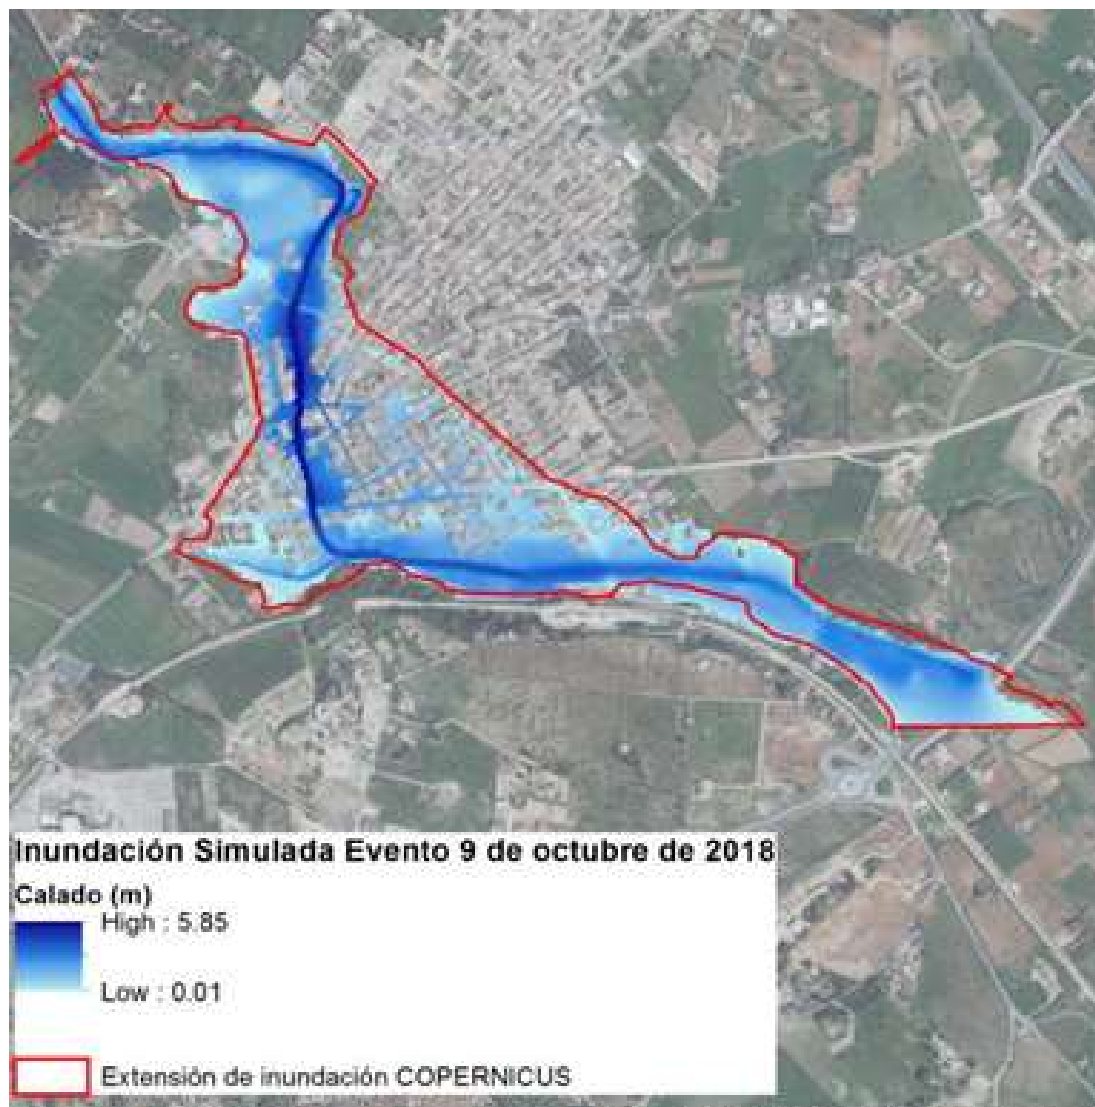 Inundación Simulada Evento 9 de octubre de 2018
Calado (m)
High : 5.85
Low : 0.01
Extensión de inundación COPERNICUS